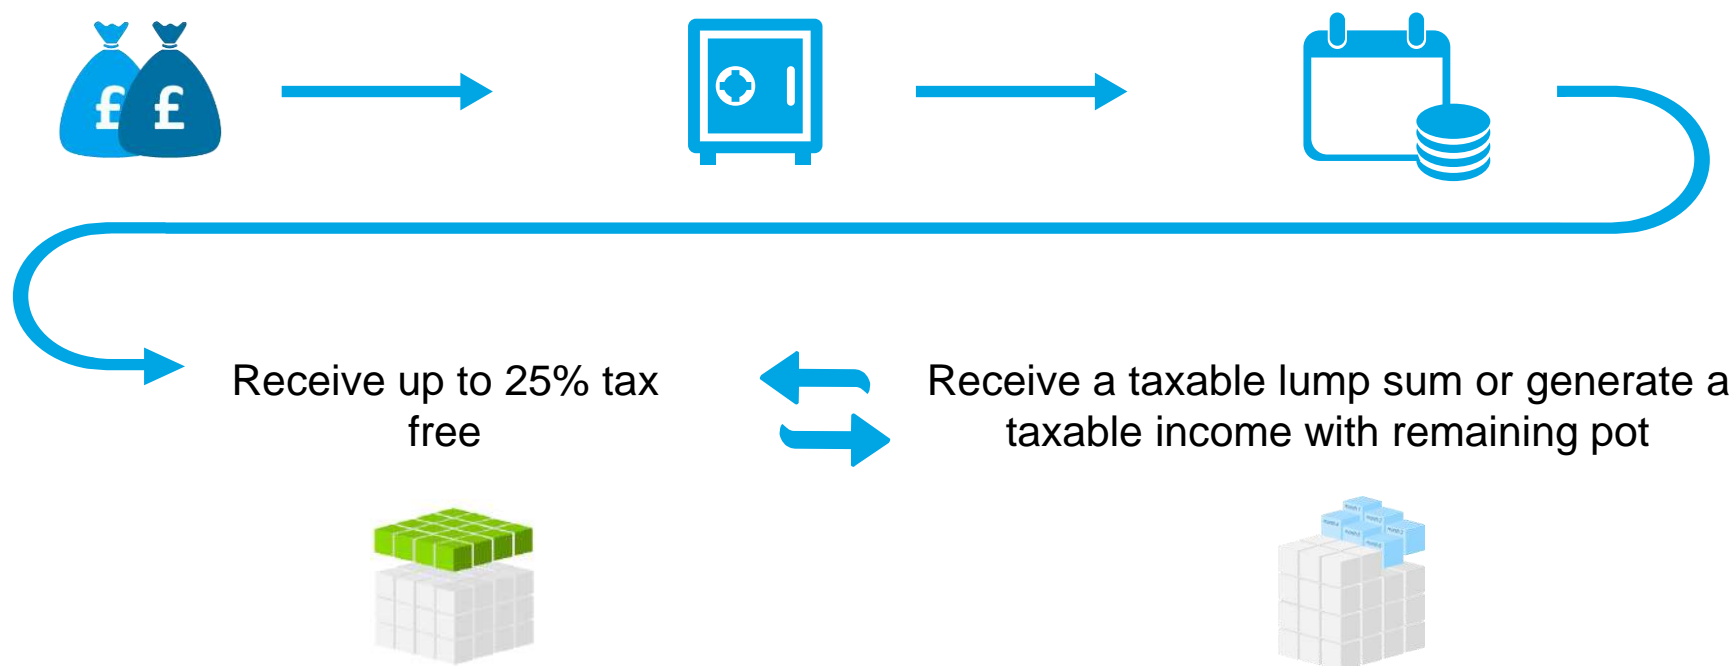 £ £
Receive up to 25% tax
free
Receive a taxable lump sum or generate a
taxable income with remaining pot